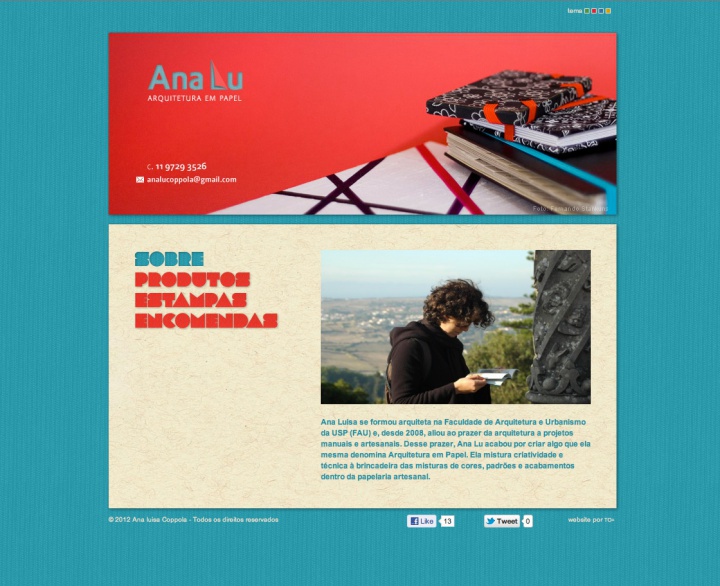 tema
Ana Lu
ARQUITETURA EM PAPEL
c. 11 9729 3526
analucoppola@gmail.com
Foto: Fernando
SOBRE
PRODUTOS
ESTAMPAS
ENCOMENDAS
Ana Luisa se formou arquiteta na Faculdade de Arquitetura e Urbanismo
da USP (FAU) e, desde 2008, aliou ao prazer da arquitetura a projetos
manuais e artesanais. Desse prazer, Ana Lu acabou por criar algo que ela
mesma denomina Arquitetura em Papel. Ela mistura criatividade e
técnica à brincadeira das misturas de cores, padrões e acabamentos
dentro da papelaria artesanal.
© 2012 Ana luisa Coppola - Todos os direitos reservados
Like 13
Tweet 0
website por